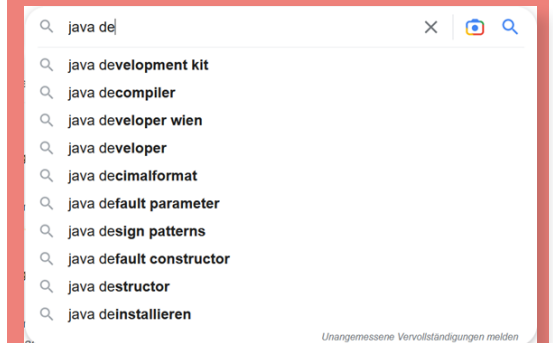 java de
java development kit
java decompiler
java developer wien
java developer
java decimalformat
java default parameter
java design patterns
java default constructor
java destructor
java deinstallieren
Unangemessene Vervollständigungen melden